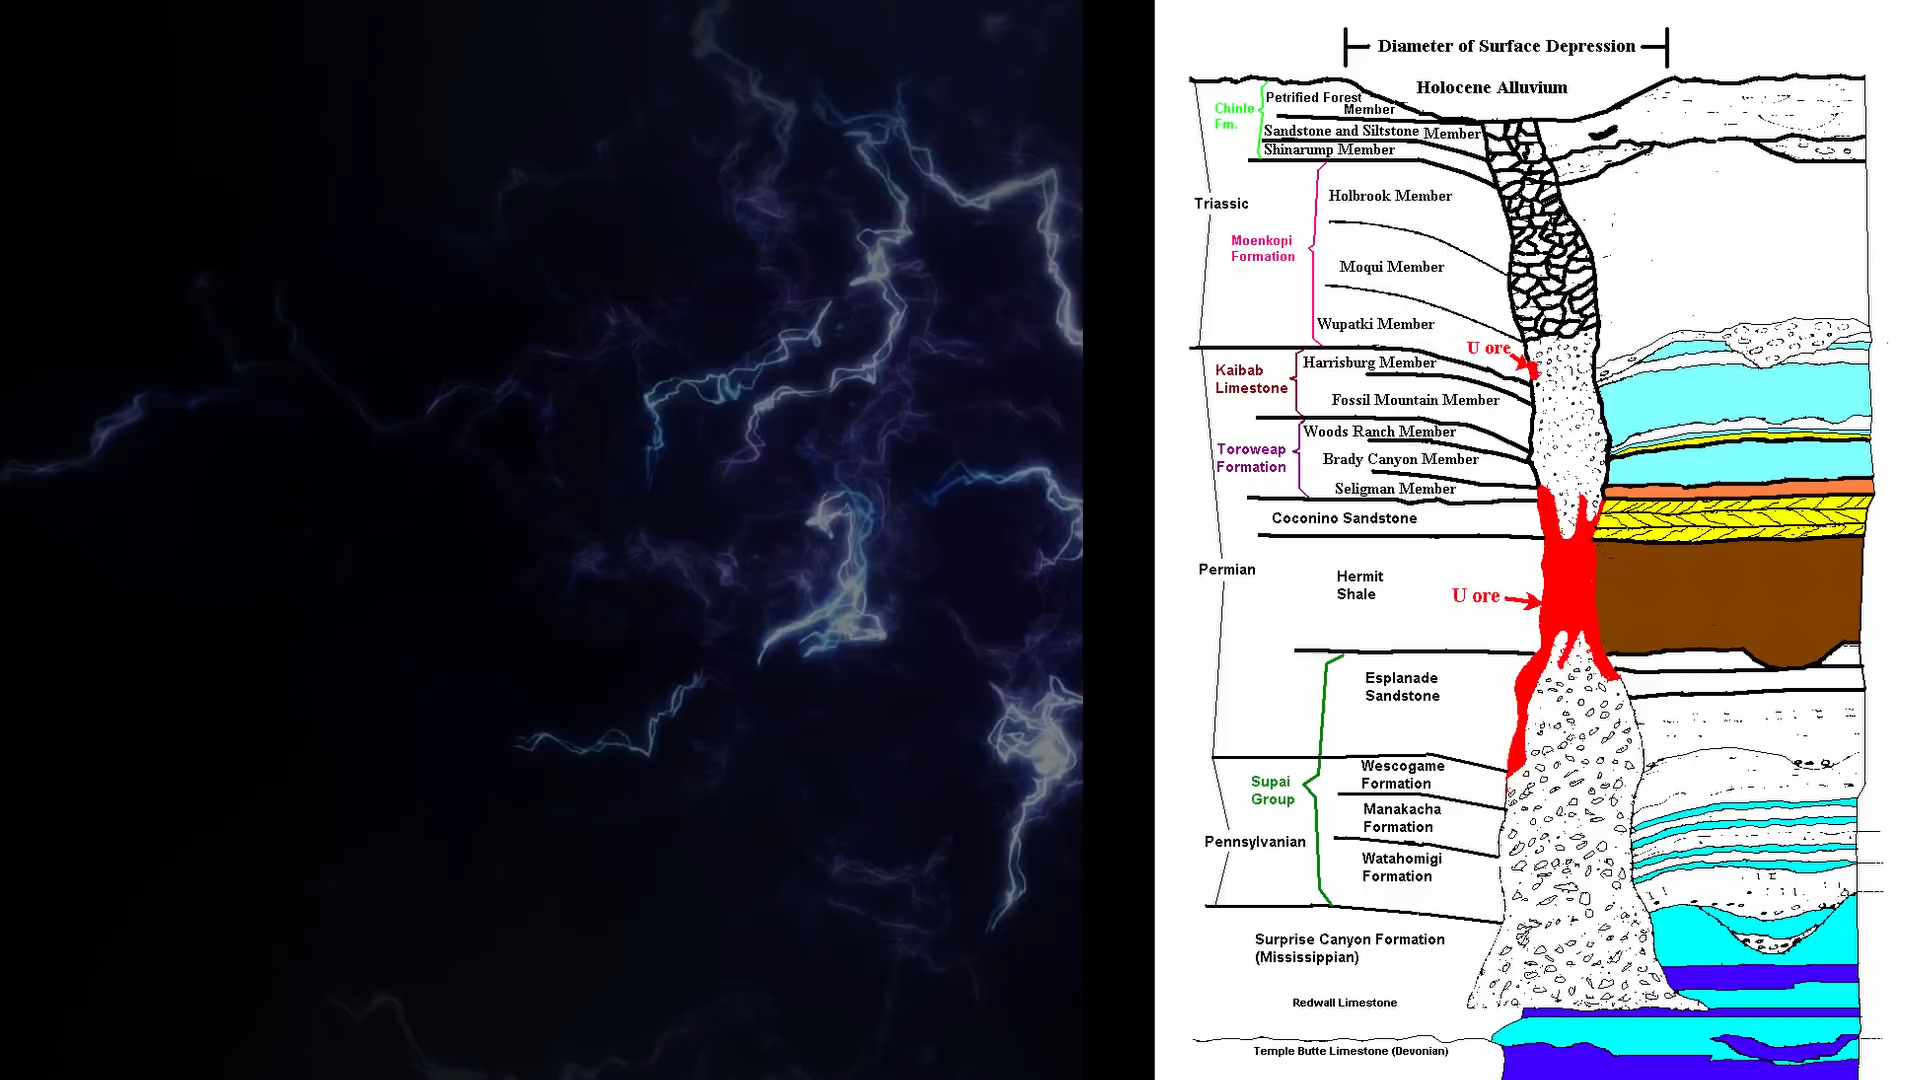 Diameter of Surface Depression
Holocene Alluvium
Chinle
Fm.
Petrified Forest
Member
Sandstone and Siltstone Member
Shinarump Member
Triassic
Moenkopi
Formation
Holbrook Member
Moqui Member
Wupatki Member
U ore
Kaibab
Limestone
Harrisburg Member
Fossil Mountain Member
Toroweap
Formation
Woods Ranch Member
Brady Canyon Member
Seligman Member
Coconino Sandstone
Permian
Hermit
Shale
U ore
Esplanade
Sandstone
Supai
Group
Wescogame
Formation
Manakacha
Formation
Pennsylvanian
Watahomigi
Formation
Surprise Canyon Formation
(Mississippian)
Redwall Limestone
Temple Butte Limestone (Devonian)